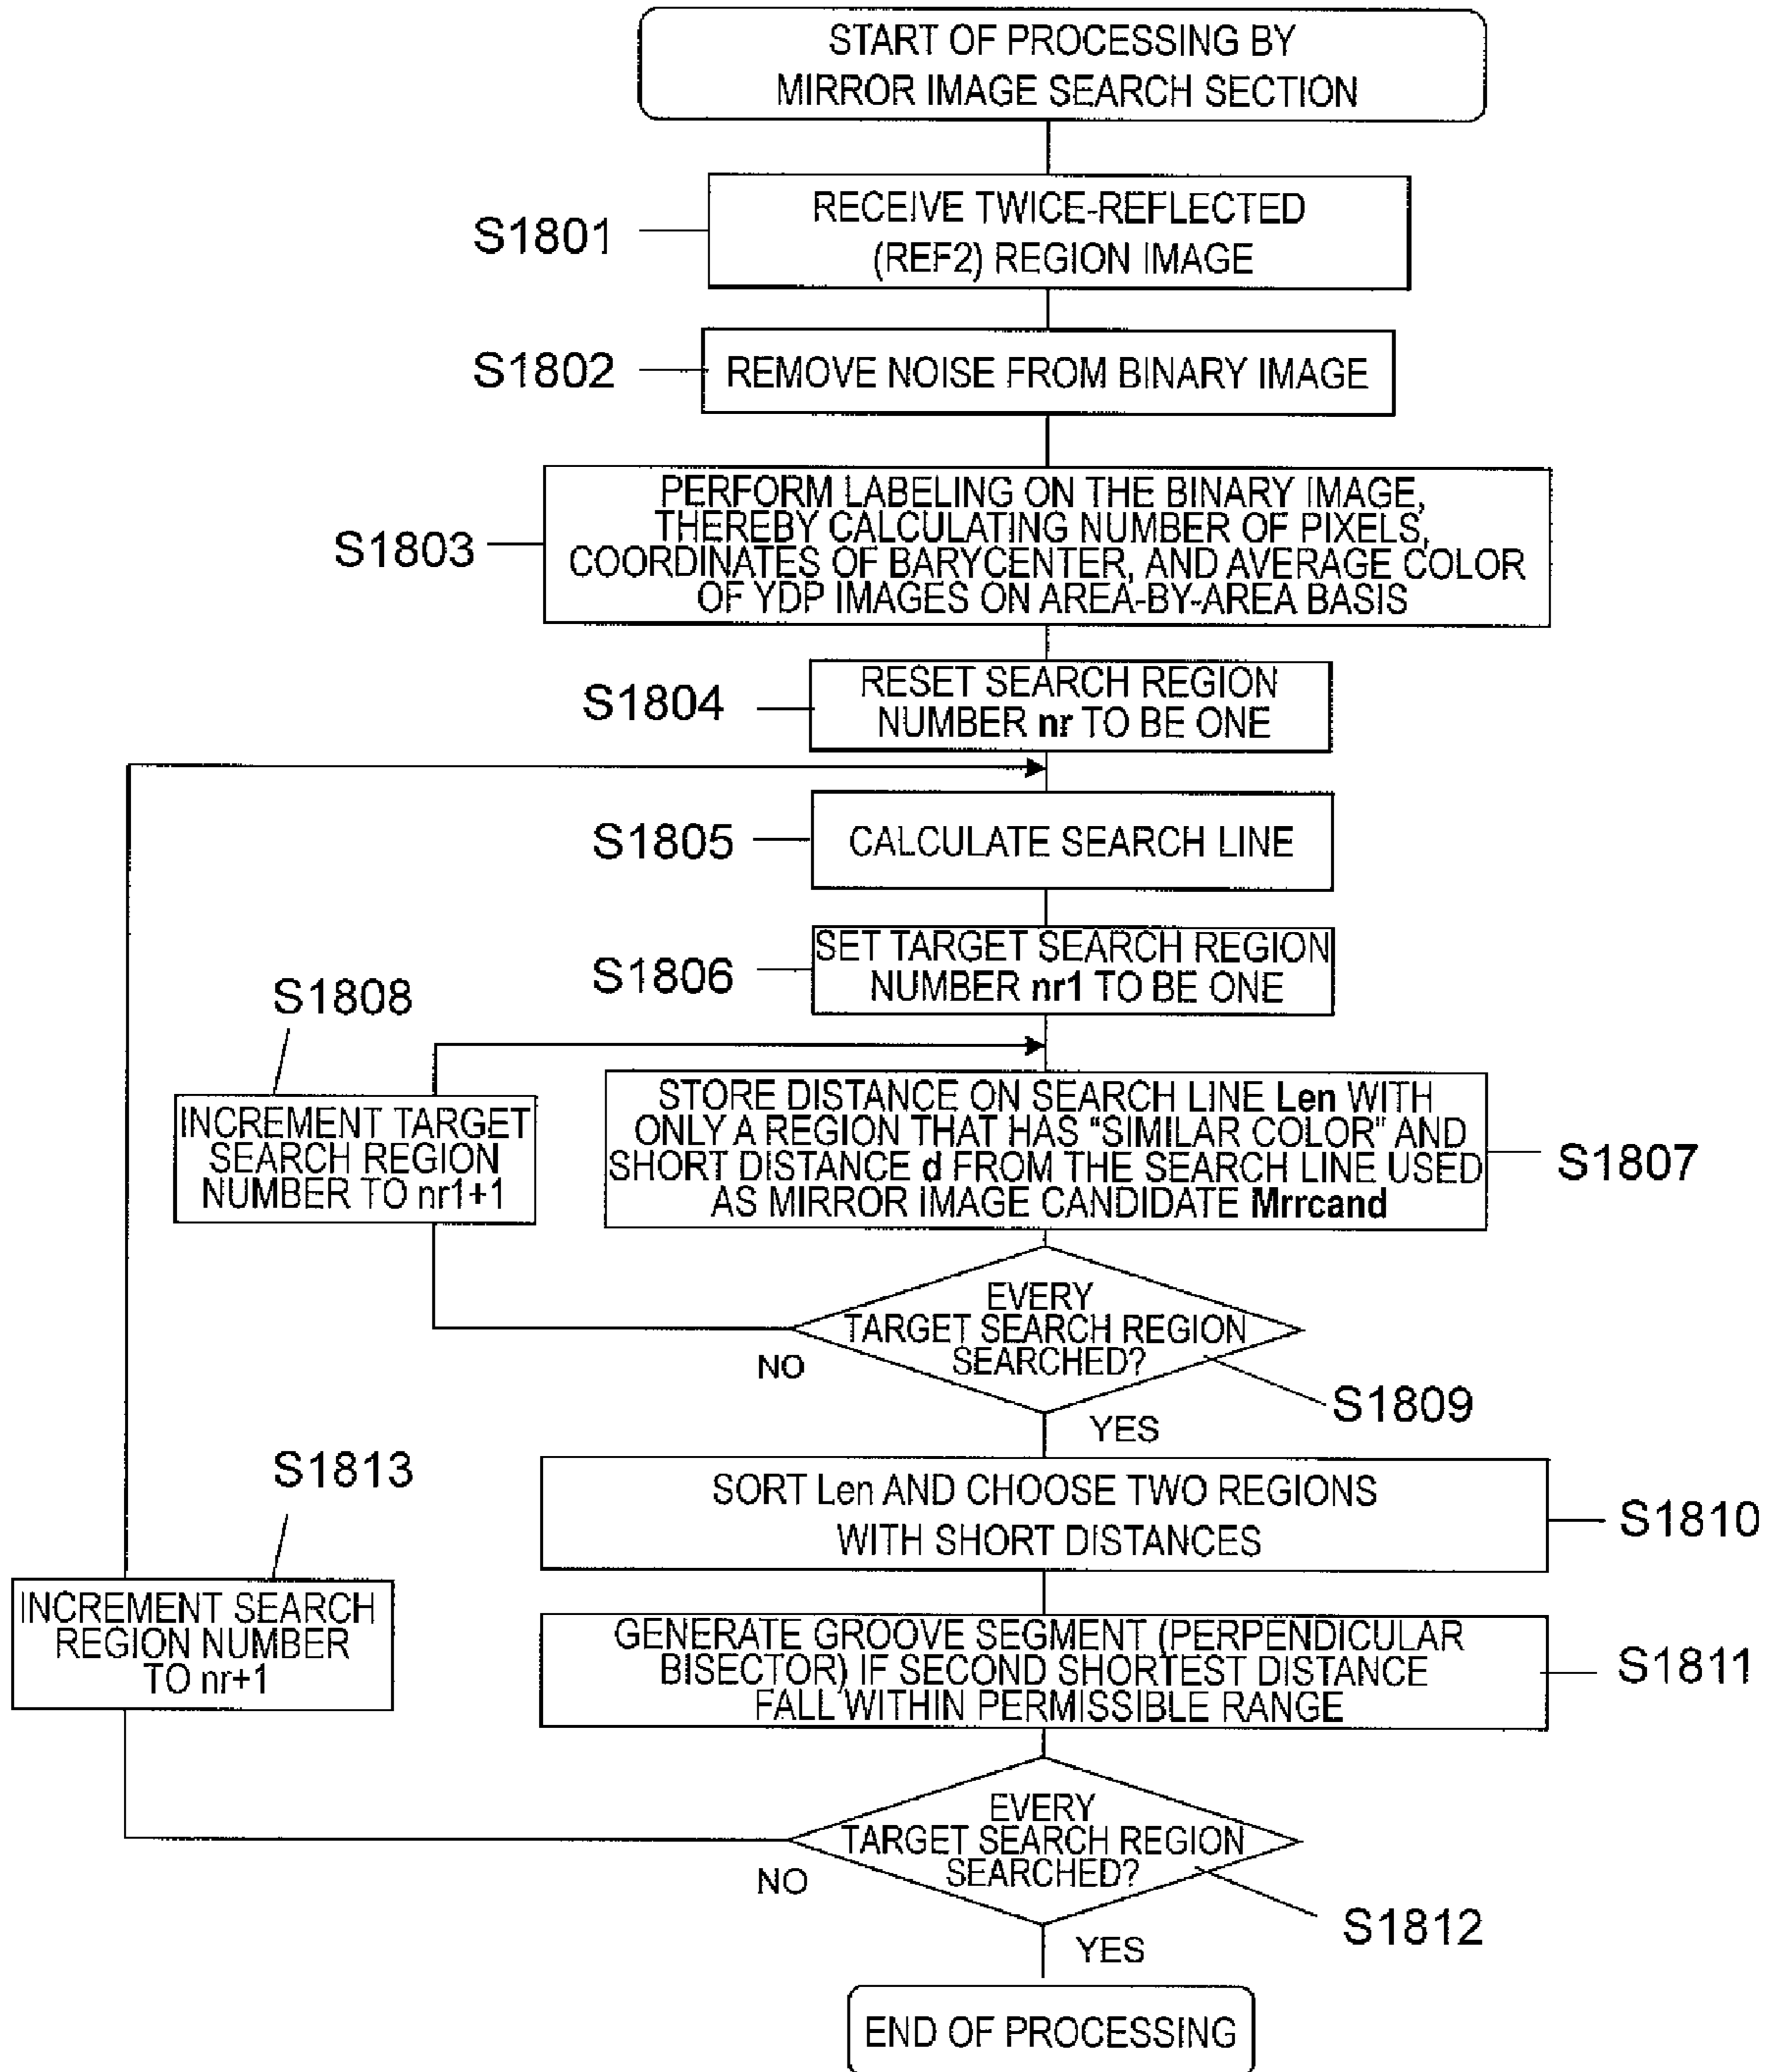 START OF PROCESSING BY
MIRROR IMAGE SEARCH SECTION
S1801
RECEIVE TWICE-REFLECTED
(REF2) REGION IMAGE
S1802
REMOVE NOISE FROM BINARY IMAGE
S1803
PERFORM LABELING ON THE BINARY IMAGE,
THEREBY CALCULATING NUMBER OF PIXELS,
COORDINATES OF BARYCENTER, AND AVERAGE COLOR
OF YDP IMAGES ON AREA-BY-AREA BASIS
S1804
RESET SEARCH REGION
NUMBER nr TO BE ONE
S1805
CALCULATE SEARCH LINE
S1806
SET TARGET SEARCH REGION
NUMBER nr1 TO BE ONE
S1808
INCREMENT TARGET
SEARCH REGION
NUMBER TO nr1+1
STORE DISTANCE ON SEARCH LINE Len WITH
ONLY A REGION THAT HAS "SIMILAR COLOR" AND
SHORT DISTANCE d FROM THE SEARCH LINE USED
AS MIRROR IMAGE CANDIDATE Mrrcand
S1807
EVERY
TARGET SEARCH REGION
SEARCHED?
NO
S1809
YES
S1813
SORT Len AND CHOOSE TWO REGIONS
WITH SHORT DISTANCES
S1810
INCREMENT SEARCH
REGION NUMBER
TO nr+1
GENERATE GROOVE SEGMENT (PERPENDICULAR
BISECTOR) IF SECOND SHORTEST DISTANCE
FALL WITHIN PERMISSIBLE RANGE
S1811
EVERY
TARGET SEARCH REGION
SEARCHED?
NO
S1812
YES
END OF PROCESSING